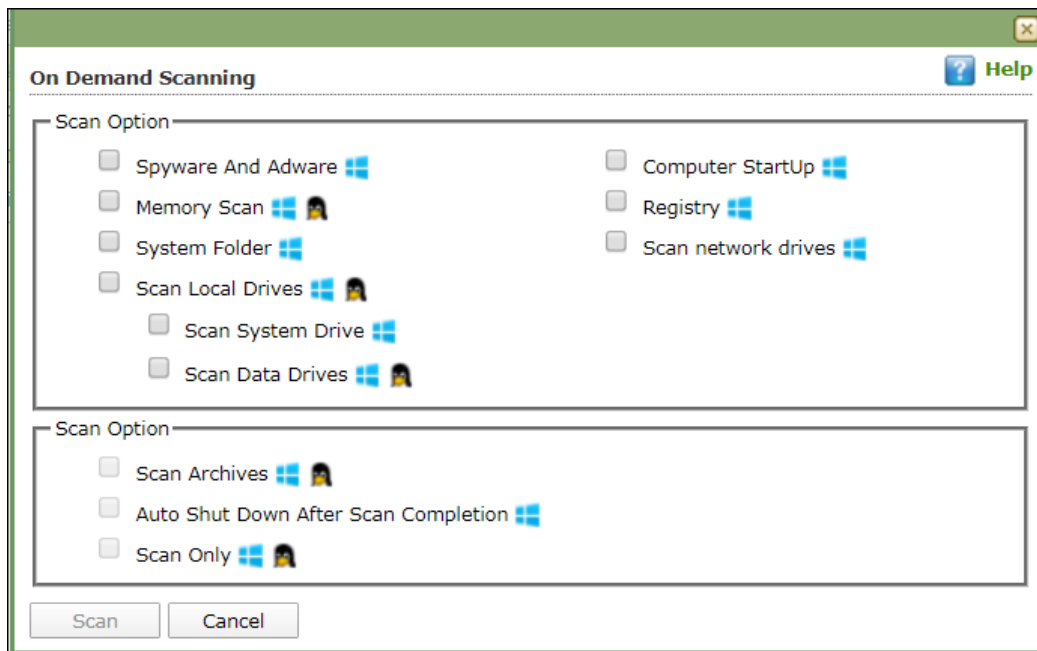 Help
On Demand Scanning
Scan Option
Spyware And Adware
Computer StartUp
Memory Scan
Registry
System Folder
Scan network drives
Scan Local Drives
Scan System Drive
Scan Data Drives
Scan Option
Scan Archives
Auto Shut Down After Scan Completion
Scan Only
Scan
Cancel